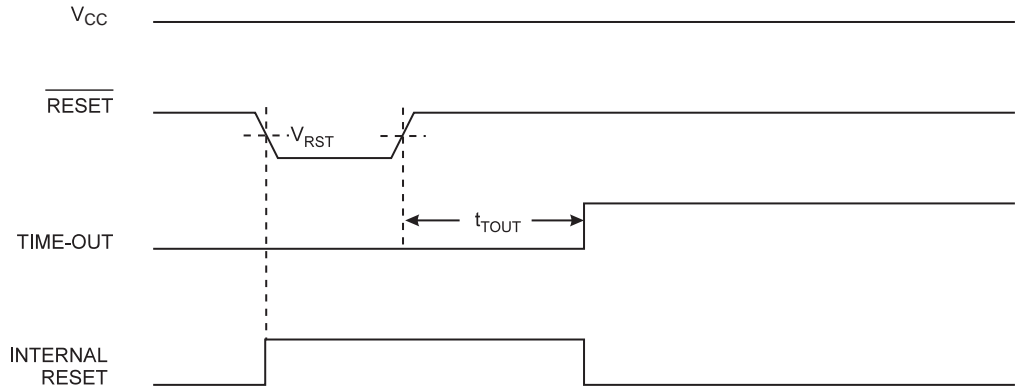 VCC
RESET
VRST
tTOUT
TIME-OUT
INTERNAL
RESET